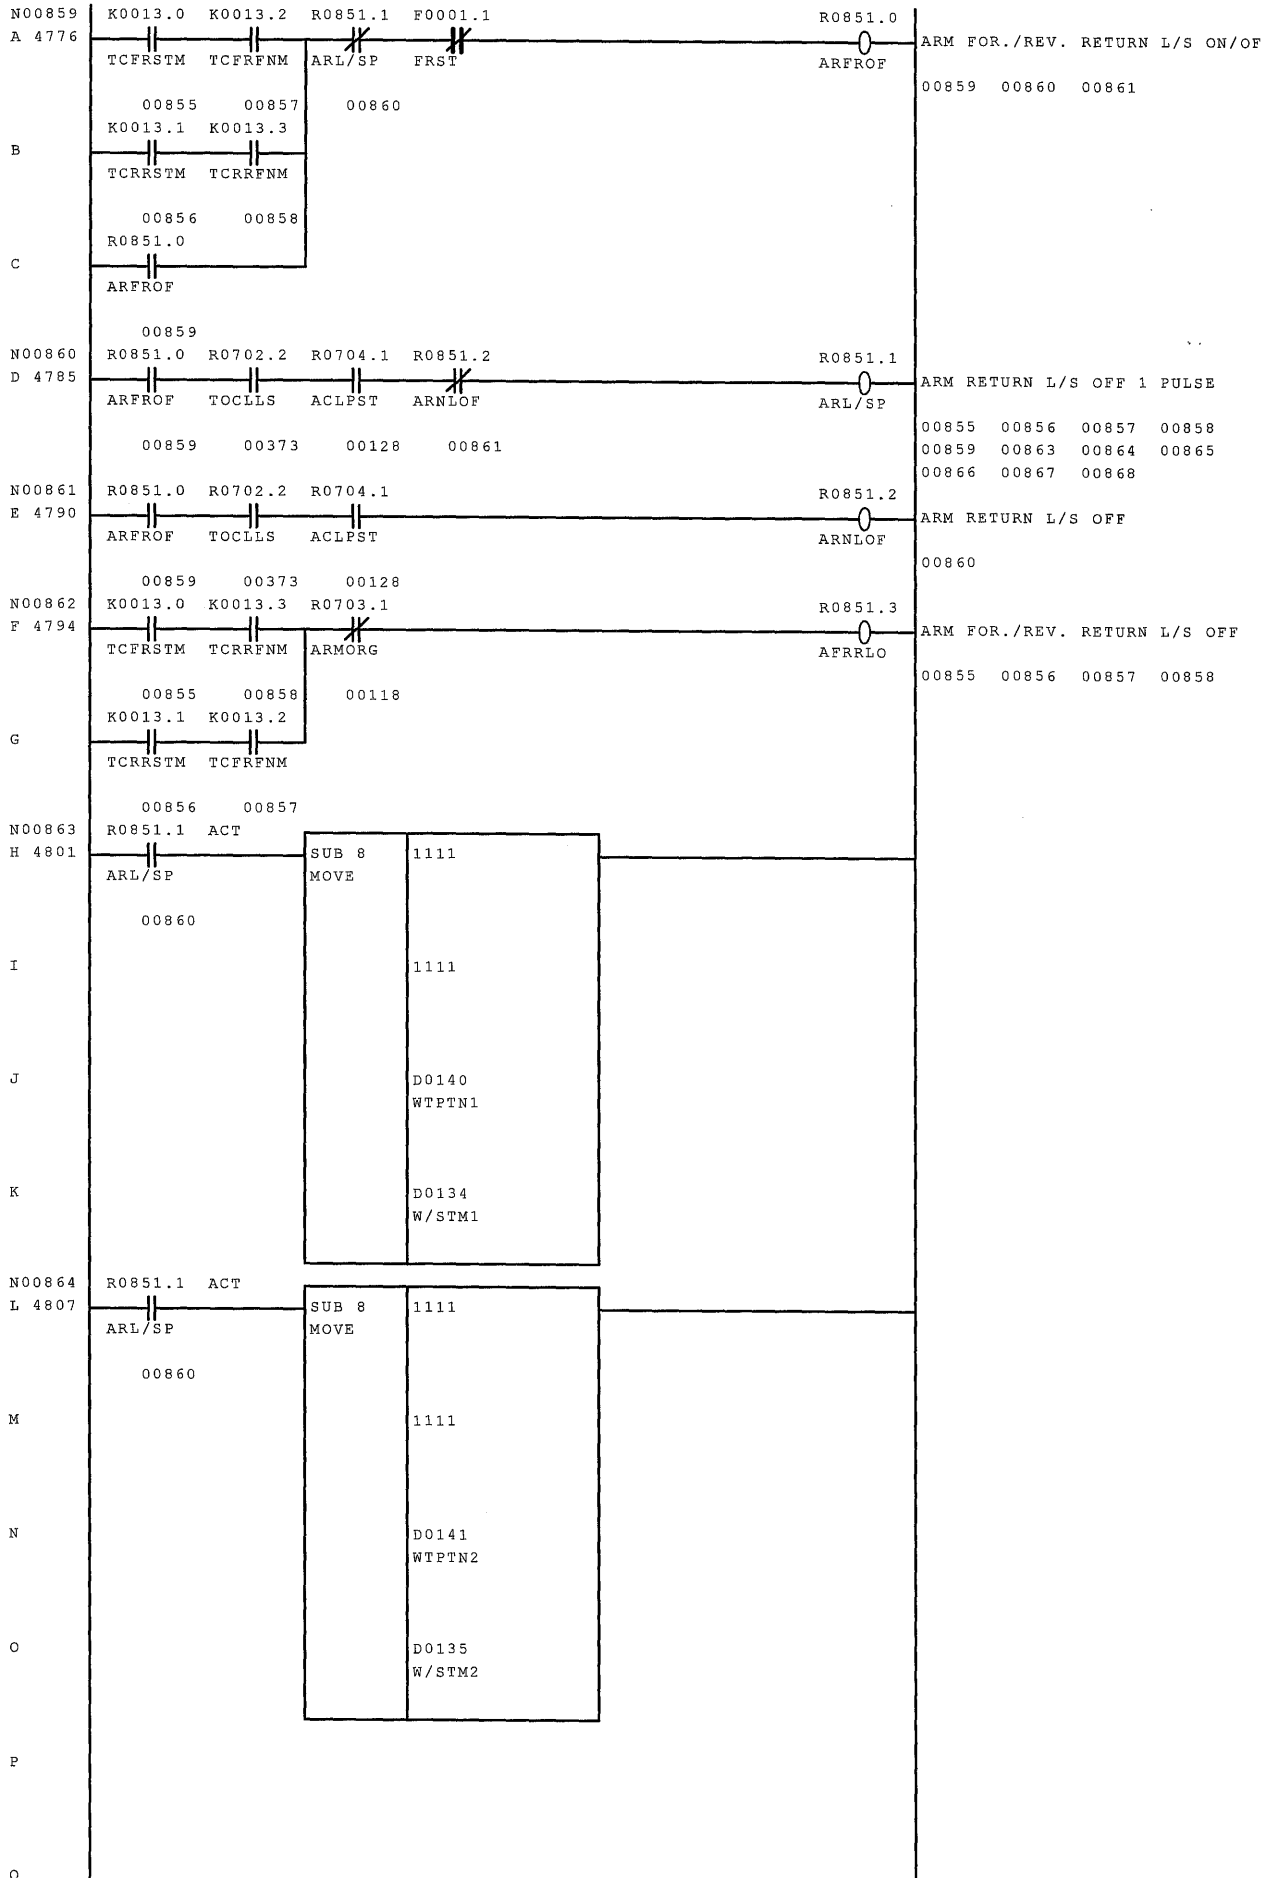 N00859 K0013.0 K0013.2 R0851.1 F0001.1 R0851.0
A 4776 ARM FOR./REV. RETURN L/S ON/OF
TCFRSTM TCFRFNM ARL/SP FRST ARFROF
00859 00860 00861
00855 00857 00860
K0013.1 K0013.3
B
TCRRSTM TCRRFNM
00856 00858
R0851.0
C
ARFROF
00859
N00860 R0851.0 R0702.2 R0704.1 R0851.2 R0851.1
D 4785 ARM RETURN L/S OFF 1 PULSE
ARFROF TOCLLS ACLPST ARNLOF ARL/SP
00855 00856 00857 00858
00859 00373 00128 00861 00859 00863 00864 00865
00866 00867 00868
N00861 R0851.0 R0702.2 R0704.1 R0851.2
E 4790 ARM RETURN L/S OFF
ARFROF TOCLLS ACLPST ARNLOF
00860
00859 00373 00128
N00862 K0013.0 K0013.3 R0703.1 R0851.3
F 4794 ARM FOR./REV. RETURN L/S OFF
TCFRSTM TCRRFNM ARMORG AFRRLO
00855 00856 00857 00858
00855 00858 00118
K0013.1 K0013.2
G
TCRRSTM TCFRFNM
00856 00857
N00863 R0851.1 ACT
H 4801 SUB 8 1111
ARL/SP MOVE
00860
I 1111
J D0140
WTPTN1
K D0134
W/STM1
N00864 R0851.1 ACT
L 4807 SUB 8 1111
ARL/SP MOVE
00860
M 1111
N D0141
WTPTN2
O D0135
W/STM2
P